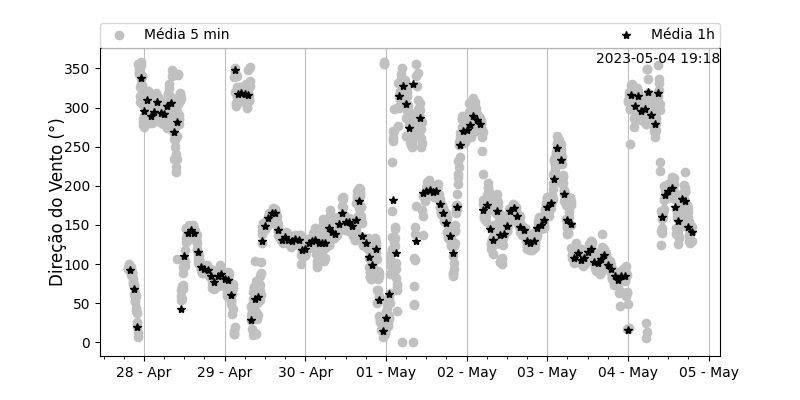 Média 5 min
Média 1h
2023-05-04 19:18
Direção do Vento (°)
350
300
250
200
150
100
50
0
28 - Apr
29 - Apr
30 - Apr
01 - May
02 - May
03 - May
04 - May
05 - May